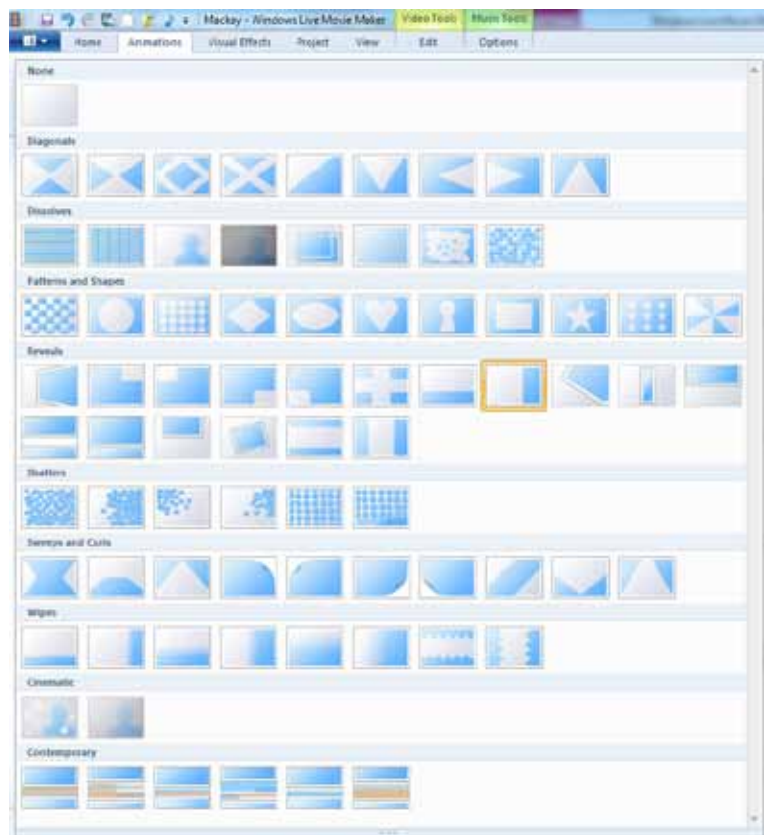 Mackay - Windows Live Movie Maker Video Tools Music Tools
Home Animations Visual Effects Project View Edit Options
None
Diagonals
Dissolves
Patterns and Shapes
Reveals
Shatters
Sweeps and Curls
Wipes
Cinematic
Contemporary